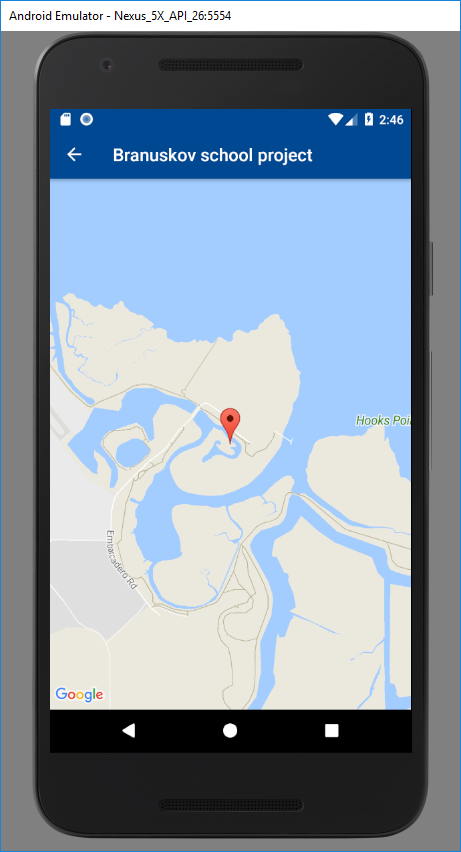 Android Emulator - Nexus_5X_API_26:5554
2:46
Branuskov school project
Hooks Poi
Embarcadero Rd
Google